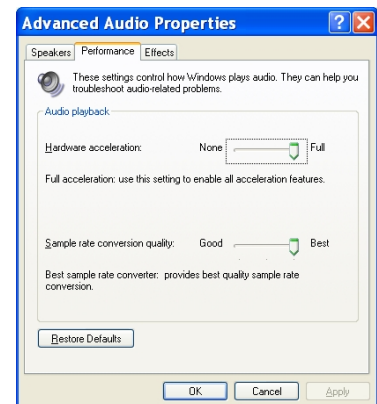 Advanced Audio Properties
Speakers Performance Effects
These settings control how Windows plays audio. They can help you
troubleshoot audio-related problems.
Audio playback
Hardware acceleration: None Full
Full acceleration: use this setting to enable all acceleration features.
Sample rate conversion quality: Good Best
Best sample rate converter: provides best quality sample rate
conversion.
Restore Defaults
OK Cancel Apply